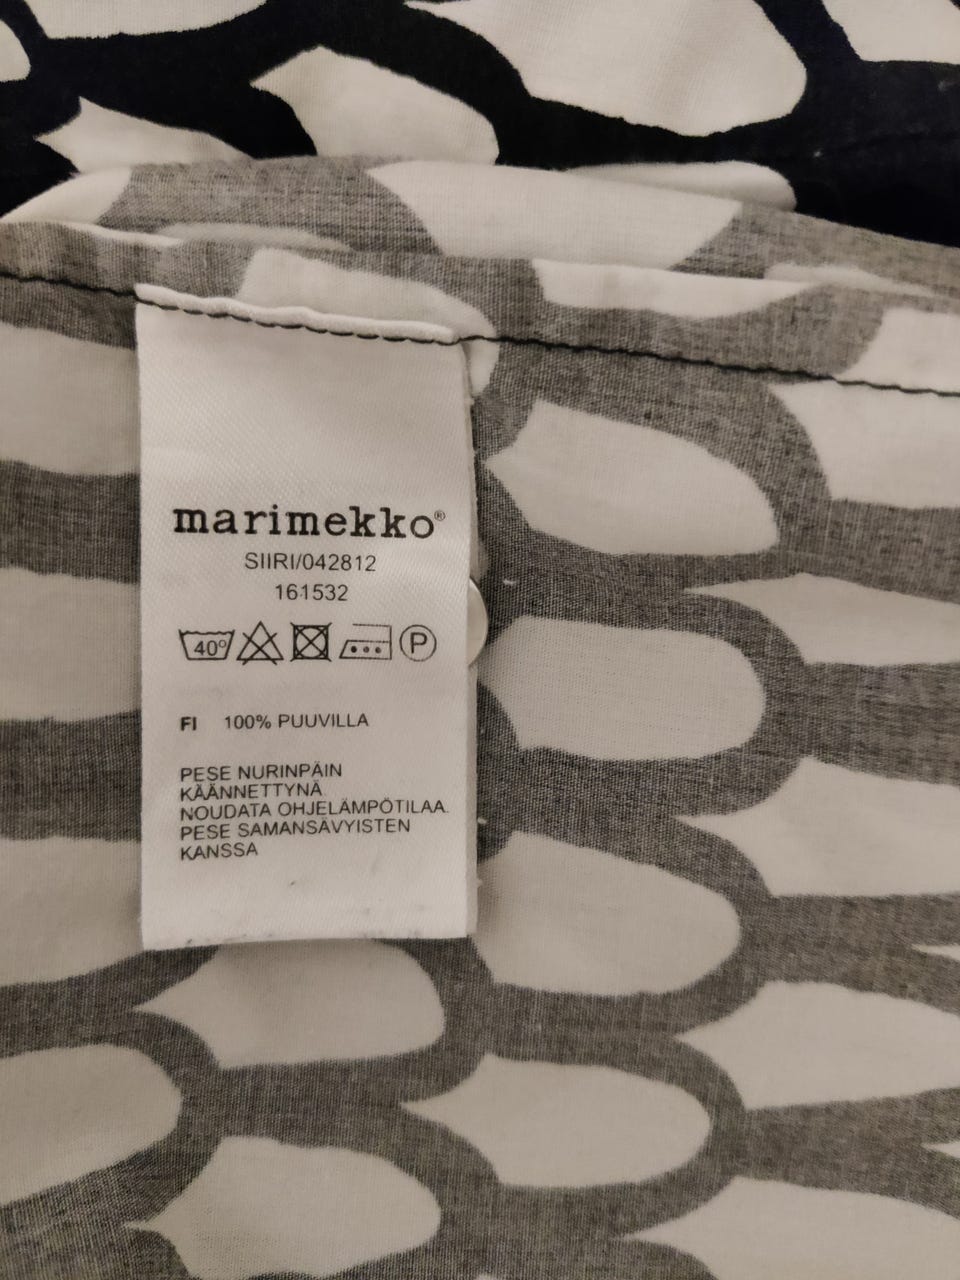 marimekko®
SIIRI/042812
161532
40° P
FI 100% PUUVILLA
PESE NURINPÄIN
KÄÄNNETTYNÄ
NOUDATA OHJELÄMPÖTILAA.
PESE SAMANSÄVYISTEN
KANSSA